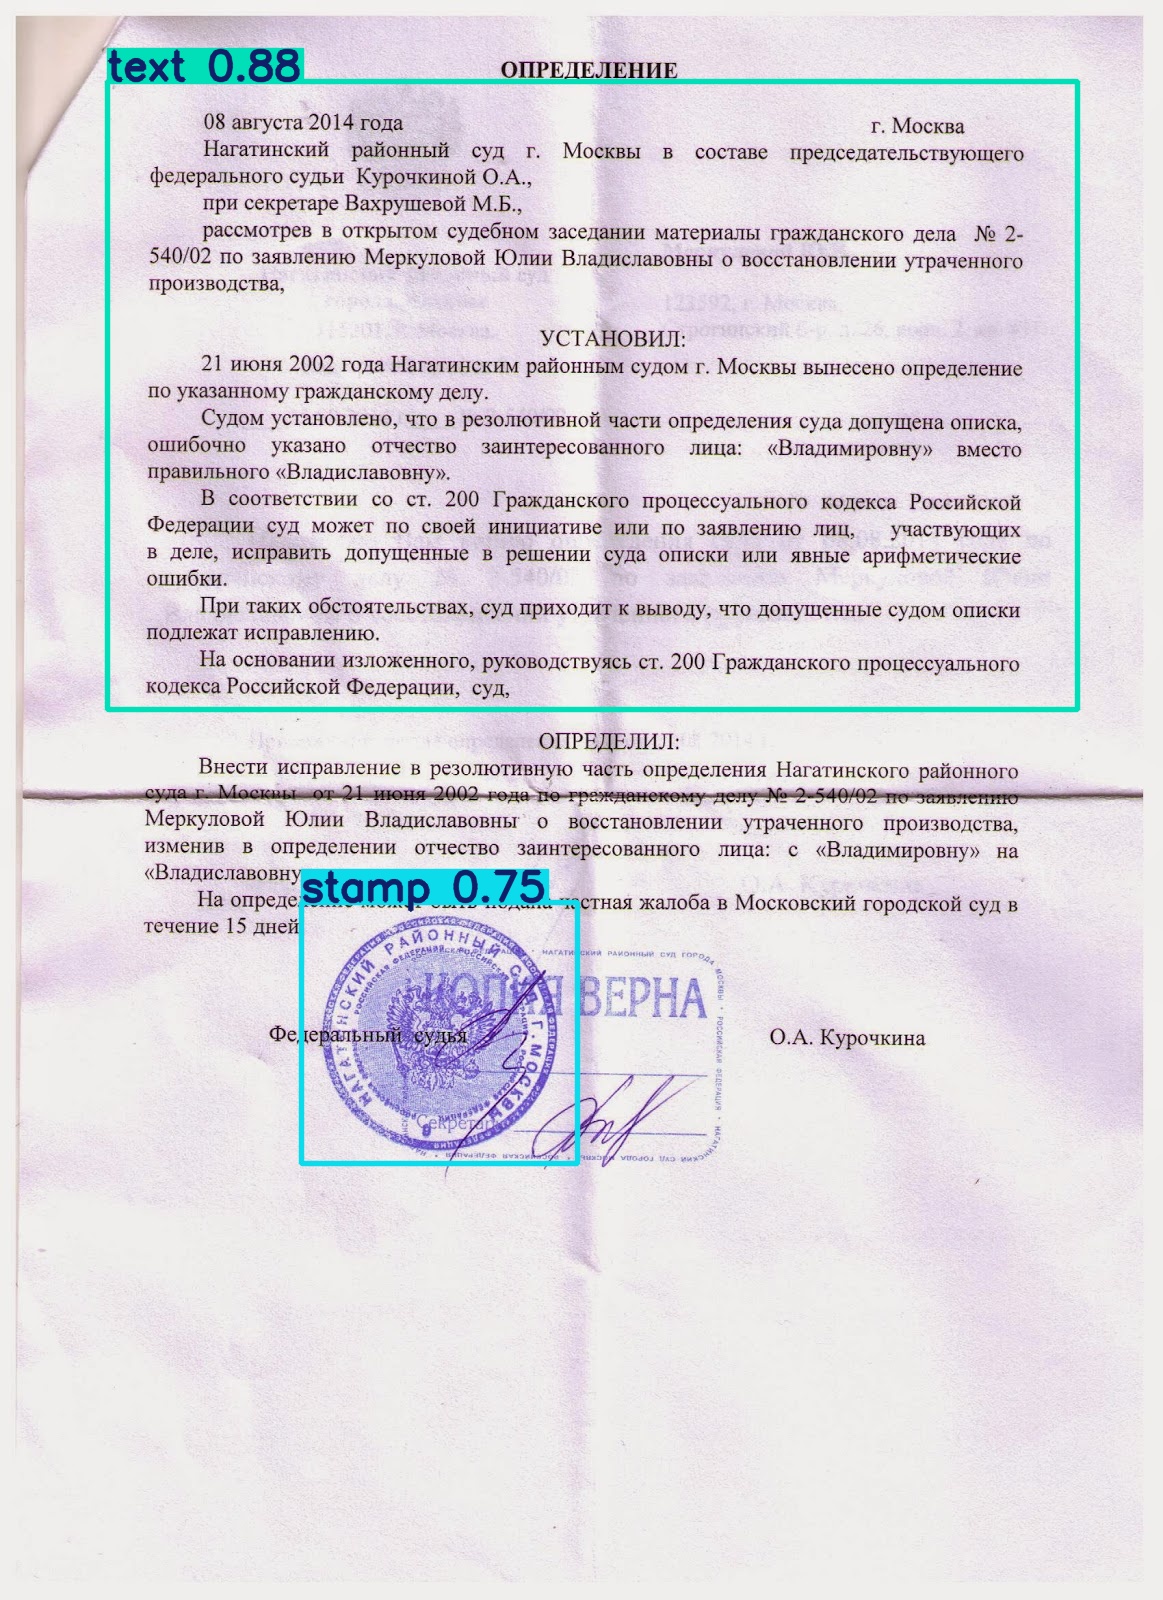 text 0.88
ОПРЕДЕЛЕНИЕ
08 августа 2014 года г. Москва
Нагатинский районный суд г. Москвы в составе председательствующего
федерального судьи Курочкиной О.А.,
при секретаре Вахрушевой М.Б.,
рассмотрев в открытом судебном заседании материалы гражданского дела № 2-
540/02 по заявлению Меркуловой Юлии Владиславовны о восстановлении утраченного
производства,
УСТАНОВИЛ:
21 июня 2002 года Нагатинским районным судом г. Москвы вынесено определение
по указанному гражданскому делу.
Судом установлено, что в резолютивной части определения суда допущена описка,
ошибочно указано отчество заинтересованного лица: «Владимировну» вместо
правильного «Владиславовну».
В соответствии со ст. 200 Гражданского процессуального кодекса Российской
Федерации суд может по своей инициативе или по заявлению лиц, участвующих
в деле, исправить допущенные в решении суда описки или явные арифметические
ошибки.
При таких обстоятельствах, суд приходит к выводу, что допущенные судом описки
подлежат исправлению.
На основании изложенного, руководствуясь ст. 200 Гражданского процессуального
кодекса Российской Федерации, суд,
ОПРЕДЕЛИЛ:
Внести исправление в резолютивную часть определения Нагатинского районного
суда г. Москвы от 21 июня 2002 года по гражданскому делу № 2-540/02 по заявлению
Меркуловой Юлии Владиславовны о восстановлении утраченного производства,
изменив в определении отчество заинтересованного лица: с «Владимировну» на
«Владиславовну
stamp 0.75
На определение может быть подана частная жалоба в Московский городской суд в
течение 15 дней
НАГАТИНСКИЙ РАЙОННЫЙ СУД Г. МОСКВЫ
НАГАТИНСКИЙ РАЙОННЫЙ СУД ГОРОДА МОСКВЫ • РОССИЙСКАЯ ФЕДЕРАЦИЯ
КОПИЯ ВЕРНА
Федеральный судья О.А. Курочкина
Секретарь